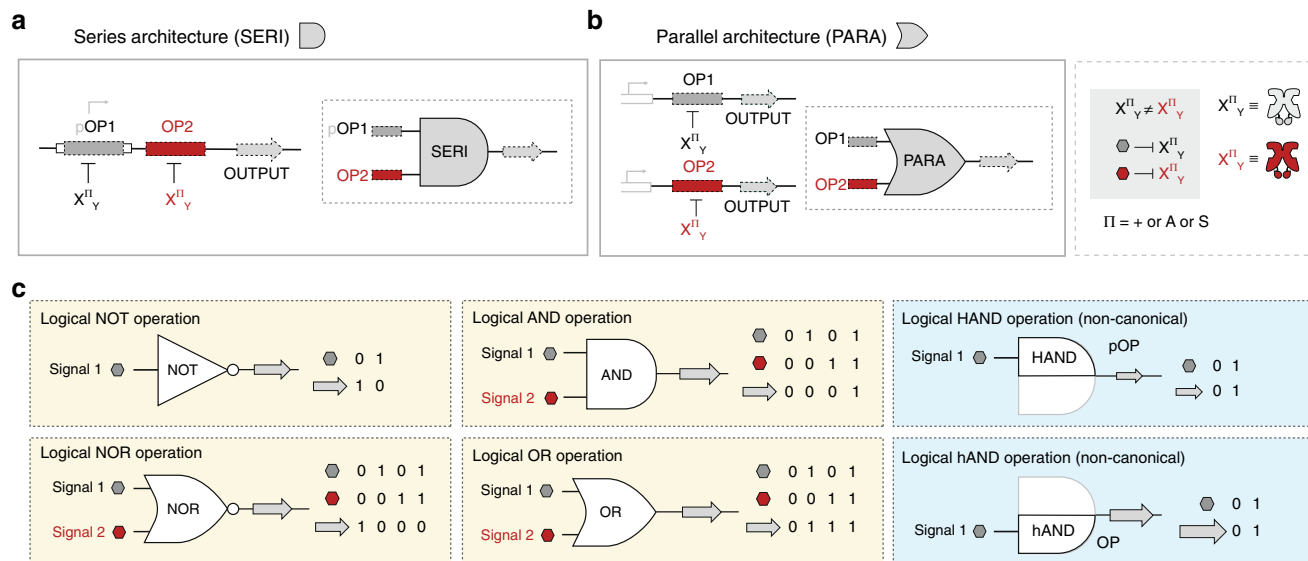 a
Series architecture (SERI)
pOP1
OP2
OUTPUT
X^Π_Y
X^Π_Y
pOP1
OP2
SERI
b
Parallel architecture (PARA)
OP1
OUTPUT
X^Π_Y
OP2
OUTPUT
X^Π_Y
OP1
OP2
PARA
X^Π_Y ≠ X^Π_Y
X^Π_Y
X^Π_Y
Π = + or A or S
X^Π_Y ≡
X^Π_Y ≡
c
Logical NOT operation
Signal 1
NOT
0 1
1 0
Logical AND operation
Signal 1
Signal 2
AND
0 1 0 1
0 0 1 1
0 0 0 1
Logical HAND operation (non-canonical)
Signal 1
HAND
pOP
0 1
0 1
Logical NOR operation
Signal 1
Signal 2
NOR
0 1 0 1
0 0 1 1
1 0 0 0
Logical OR operation
Signal 1
Signal 2
OR
0 1 0 1
0 0 1 1
0 1 1 1
Logical hAND operation (non-canonical)
Signal 1
hAND
OP
0 1
0 1